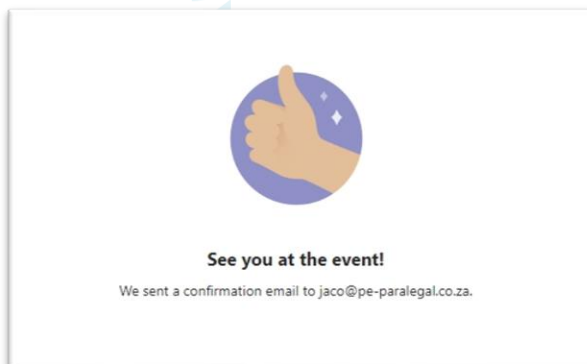 See you at the event!
We sent a confirmation email to jaco@pe-paralegal.co.za.